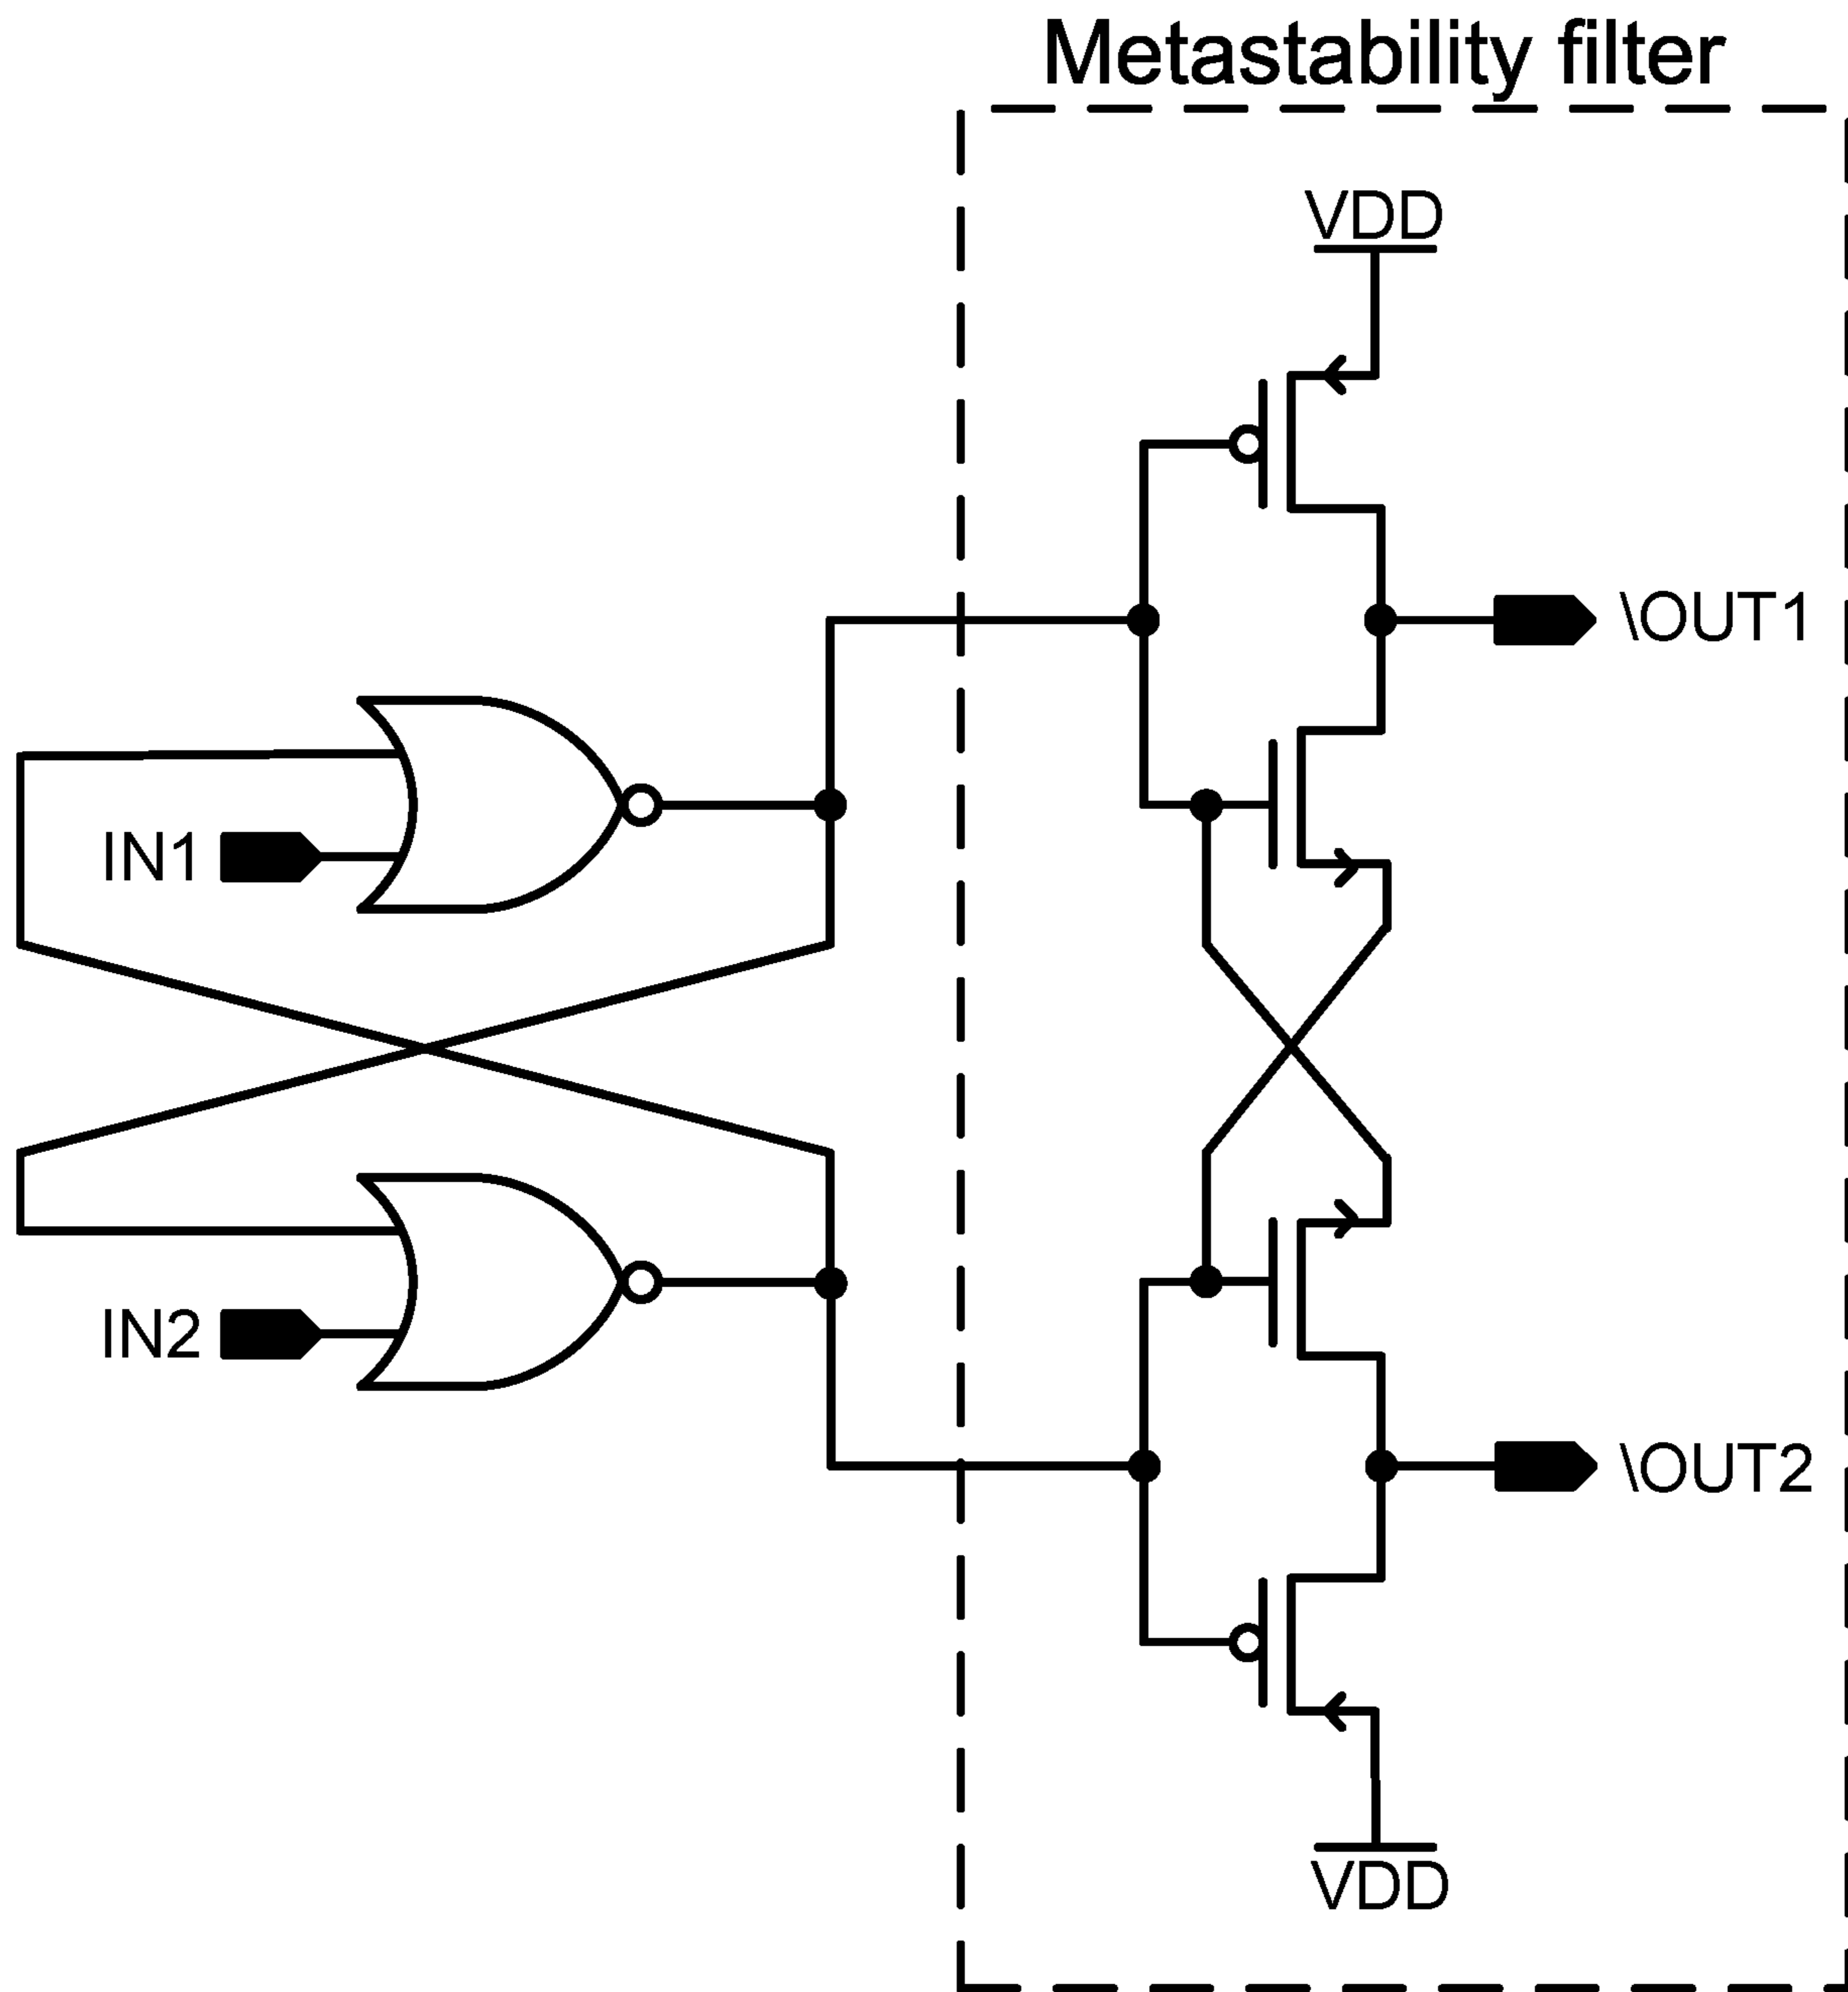 Metastability filter
VDD
\OUT1
IN1
IN2
\OUT2
VDD